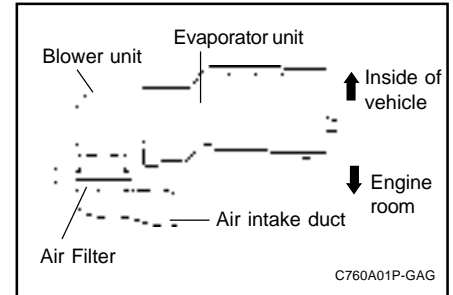 Evaporator unit
Blower unit
Inside of
vehicle
Engine
room
Air intake duct
Air Filter
C760A01P-GAG